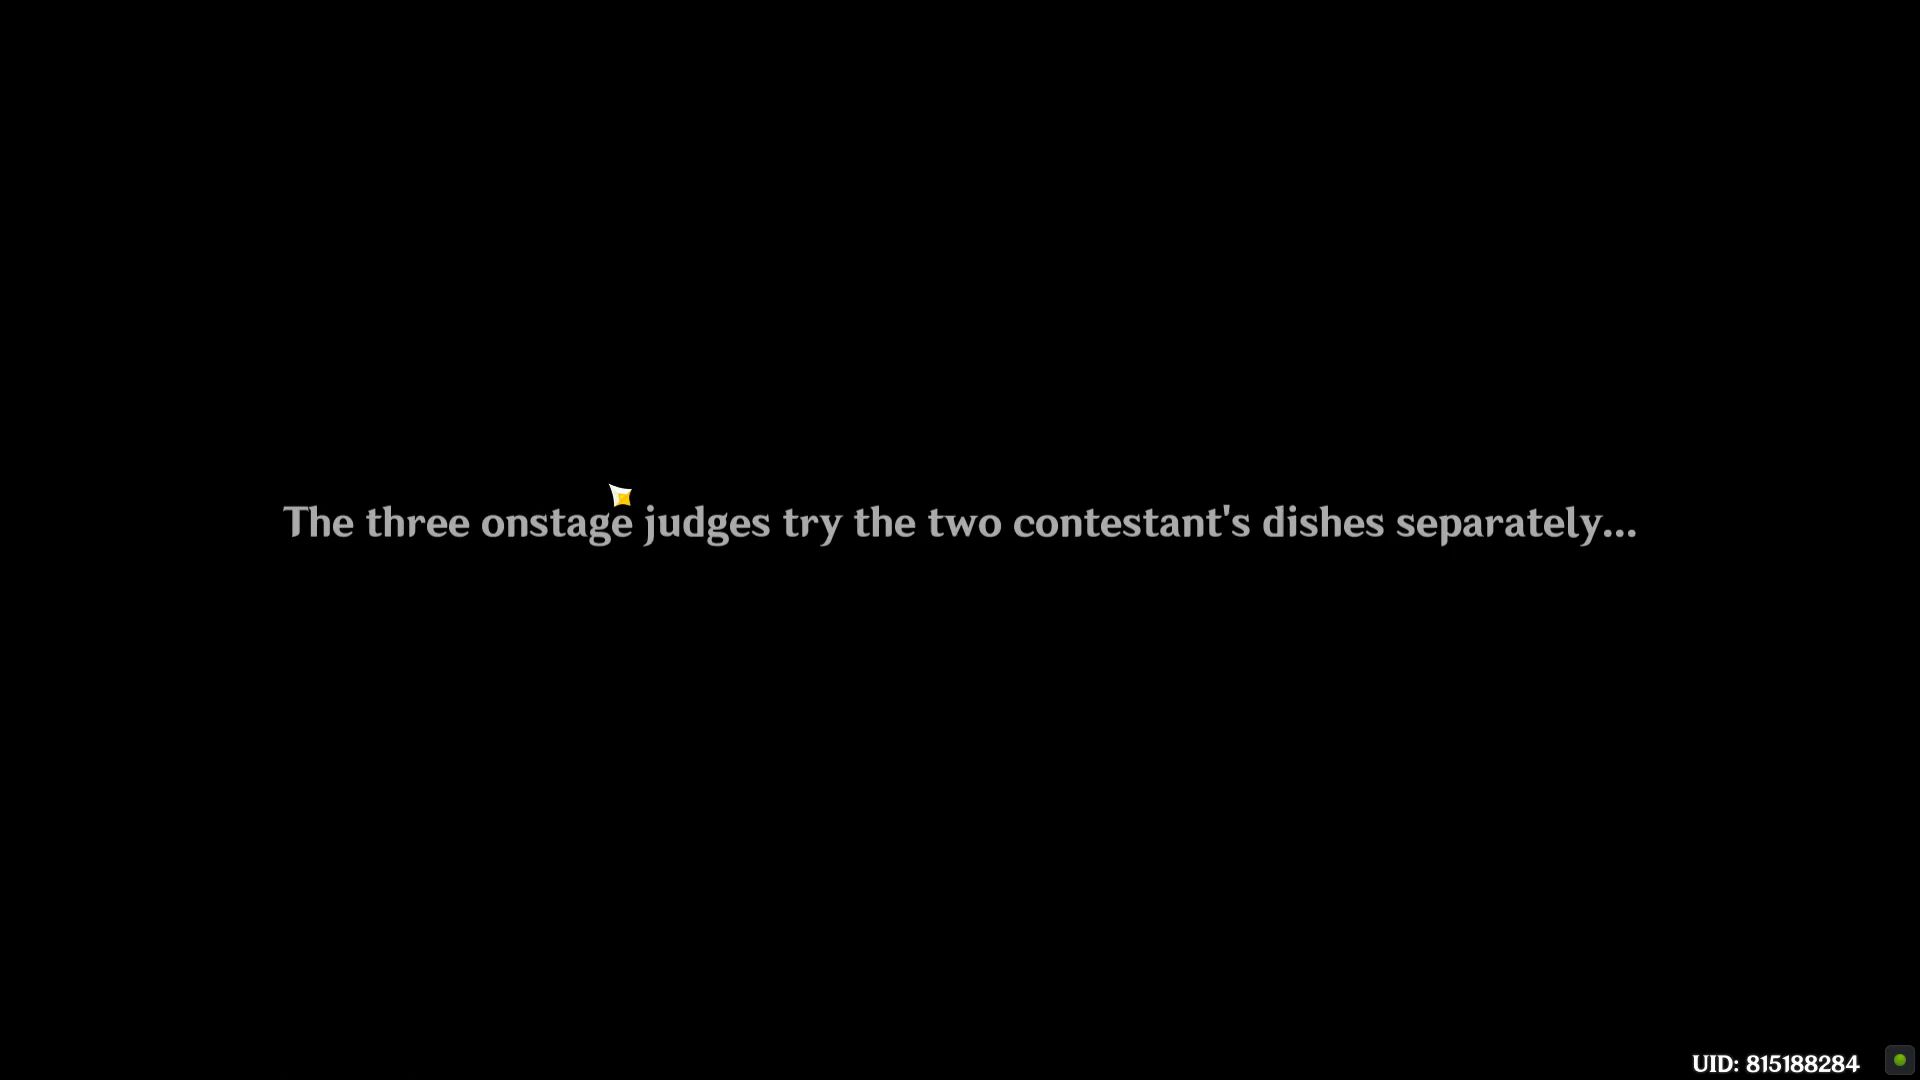 The three onstage judges try the two contestant's dishes separately...
UID: 815188284